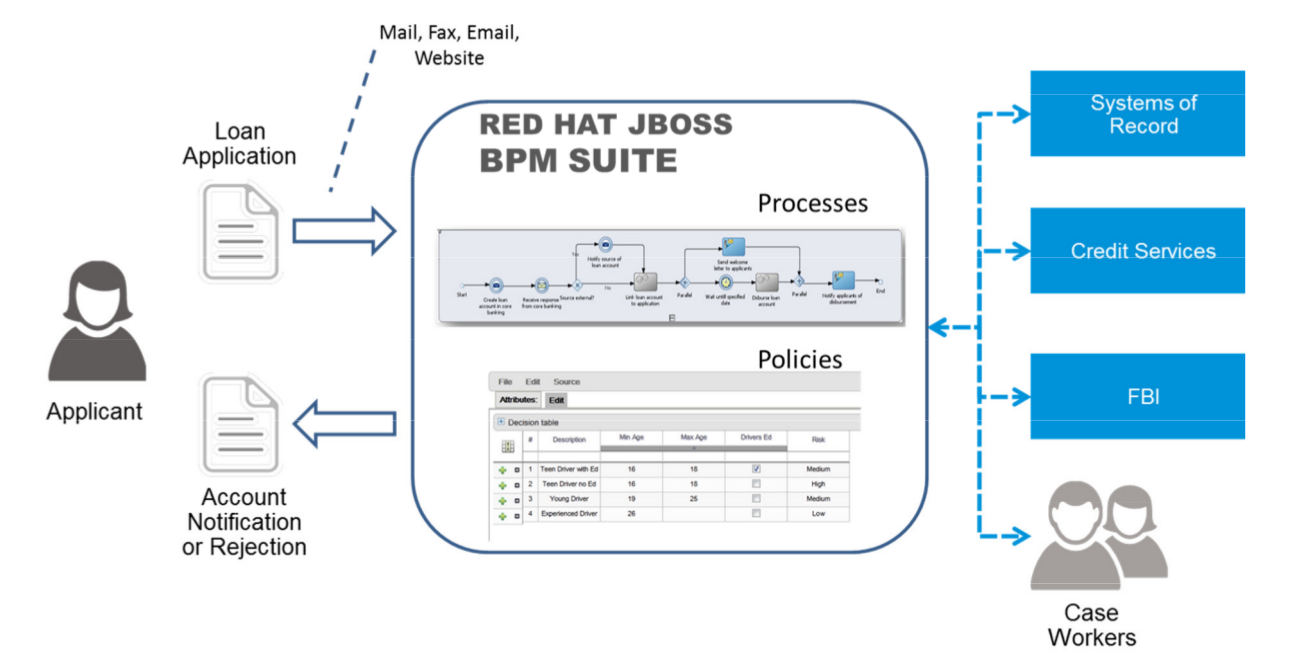 Mail, Fax, Email,
Website
Loan
Application
Applicant
Account
Notification
or Rejection
RED HAT JBOSS
BPM SUITE
Processes
Start
Create loan
account in core
banking
Receive response
from core banking
Source external?
Yes
No
Notify source of
loan account
Link loan account
to application
Parallel
Send welcome
letter to applicants
Wait until specified
date
Disburse loan
account
Parallel
Notify applicants of
disbursement
End
Policies
File Edit Source
Attributes: Edit
Decision table
# Description Min Age Max Age Drivers Ed Risk
1 Teen Driver with Ed 16 18 Medium
2 Teen Driver no Ed 16 18 High
3 Young Driver 19 25 Medium
4 Experienced Driver 26 Low
Systems of
Record
Credit Services
FBI
Case
Workers